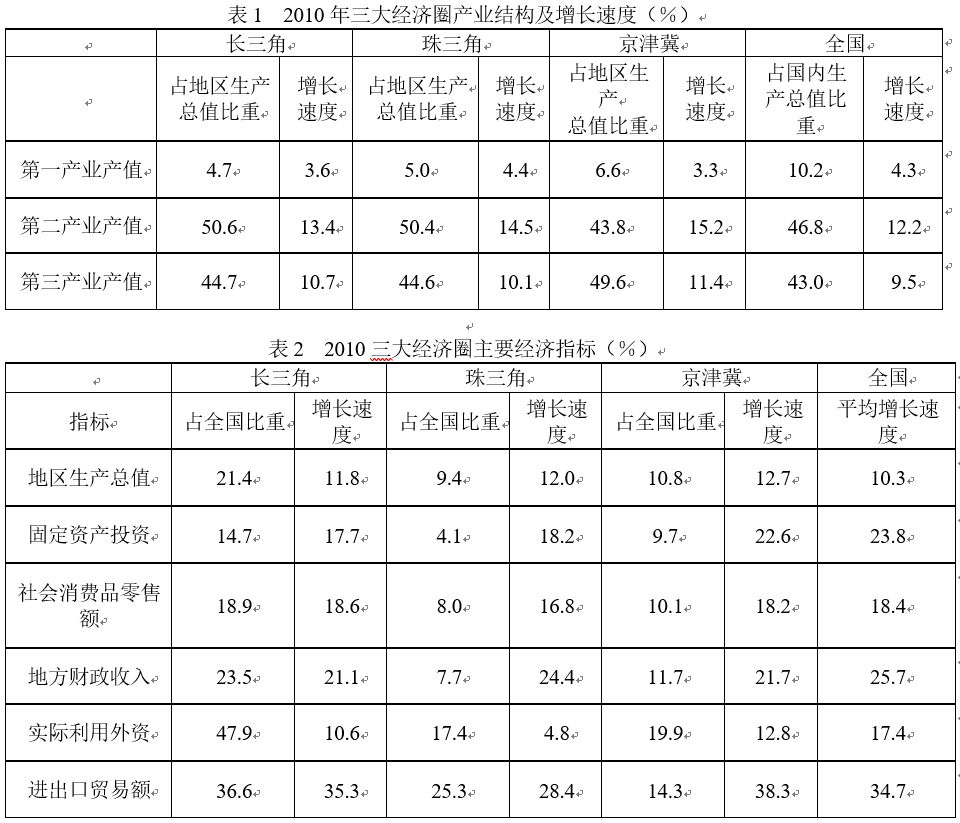 表 1 2010 年三大经济圈产业结构及增长速度（％）
长三角 珠三角 京津冀 全国
占地区生产总值比重 增长速度 占地区生产总值比重 增长速度 占地区生产总值比重 增长速度 占国内生产总值比重 增长速度
第一产业产值 4.7 3.6 5.0 4.4 6.6 3.3 10.2 4.3
第二产业产值 50.6 13.4 50.4 14.5 43.8 15.2 46.8 12.2
第三产业产值 44.7 10.7 44.6 10.1 49.6 11.4 43.0 9.5
表 2 2010 三大经济圈主要经济指标（％）
长三角 珠三角 京津冀 全国
指标 占全国比重 增长速度 占全国比重 增长速度 占全国比重 增长速度 平均增长速度
地区生产总值 21.4 11.8 9.4 12.0 10.8 12.7 10.3
固定资产投资 14.7 17.7 4.1 18.2 9.7 22.6 23.8
社会消费品零售额 18.9 18.6 8.0 16.8 10.1 18.2 18.4
地方财政收入 23.5 21.1 7.7 24.4 11.7 21.7 25.7
实际利用外资 47.9 10.6 17.4 4.8 19.9 12.8 17.4
进出口贸易额 36.6 35.3 25.3 28.4 14.3 38.3 34.7